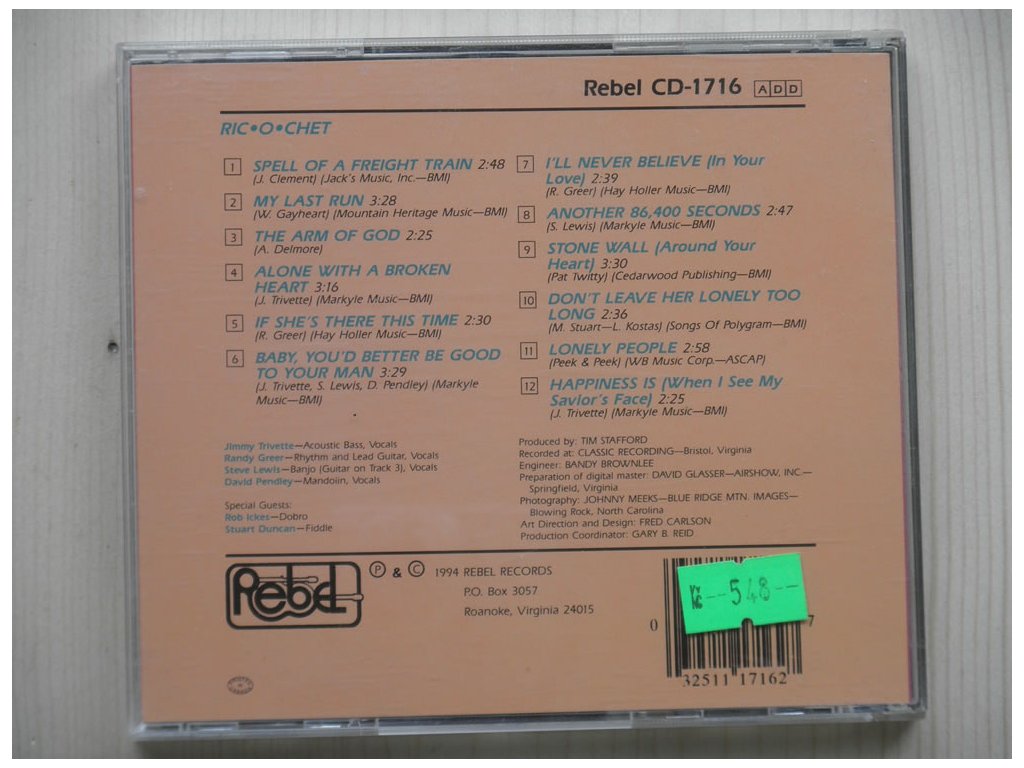 Rebel CD-1716 ADD
RIC•O•CHET
1 SPELL OF A FREIGHT TRAIN 2:48
(J. Clement) (Jack's Music, Inc.—BMI)
2 MY LAST RUN 3:28
(W. Gayheart) (Mountain Heritage Music—BMI)
3 THE ARM OF GOD 2:25
(A. Delmore)
4 ALONE WITH A BROKEN
HEART 3:16
(J. Trivette) (Markyle Music—BMI)
5 IF SHE'S THERE THIS TIME 2:30
(R. Greer) (Hay Holler Music—BMI)
6 BABY, YOU'D BETTER BE GOOD
TO YOUR MAN 3:29
(J. Trivette, S. Lewis, D. Pendley) (Markyle
Music—BMI)
7 I'LL NEVER BELIEVE (In Your
Love) 2:39
(R. Greer) (Hay Holler Music—BMI)
8 ANOTHER 86,400 SECONDS 2:47
(S. Lewis) (Markyle Music—BMI)
9 STONE WALL (Around Your
Heart) 3:30
(Pat Twitty) (Cedarwood Publishing—BMI)
10 DON'T LEAVE HER LONELY TOO
LONG 2:36
(M. Stuart—L. Kostas) (Songs Of Polygram—BMI)
11 LONELY PEOPLE 2:58
(Peek & Peek) (WB Music Corp.—ASCAP)
12 HAPPINESS IS (When I See My
Savior's Face) 2:25
(J. Trivette) (Markyle Music—BMI)
Jimmy Trivette—Acoustic Bass, Vocals
Randy Greer—Rhythm and Lead Guitar, Vocals
Steve Lewis—Banjo (Guitar on Track 3), Vocals
David Pendley—Mandolin, Vocals
Special Guests:
Rob Ickes—Dobro
Stuart Duncan—Fiddle
Produced by: TIM STAFFORD
Recorded at: CLASSIC RECORDING—Bristol, Virginia
Engineer: BANDY BROWNLEE
Preparation of digital master: DAVID GLASSER—AIRSHOW, INC.—
Springfield, Virginia
Photography: JOHNNY MEEKS—BLUE RIDGE MTN. IMAGES—
Blowing Rock, North Carolina
Art Direction and Design: FRED CARLSON
Production Coordinator: GARY B. REID
Rebel
Ⓟ & © 1994 REBEL RECORDS
P.O. Box 3057
Roanoke, Virginia 24015
Kč--548--
0 32511 17162 7